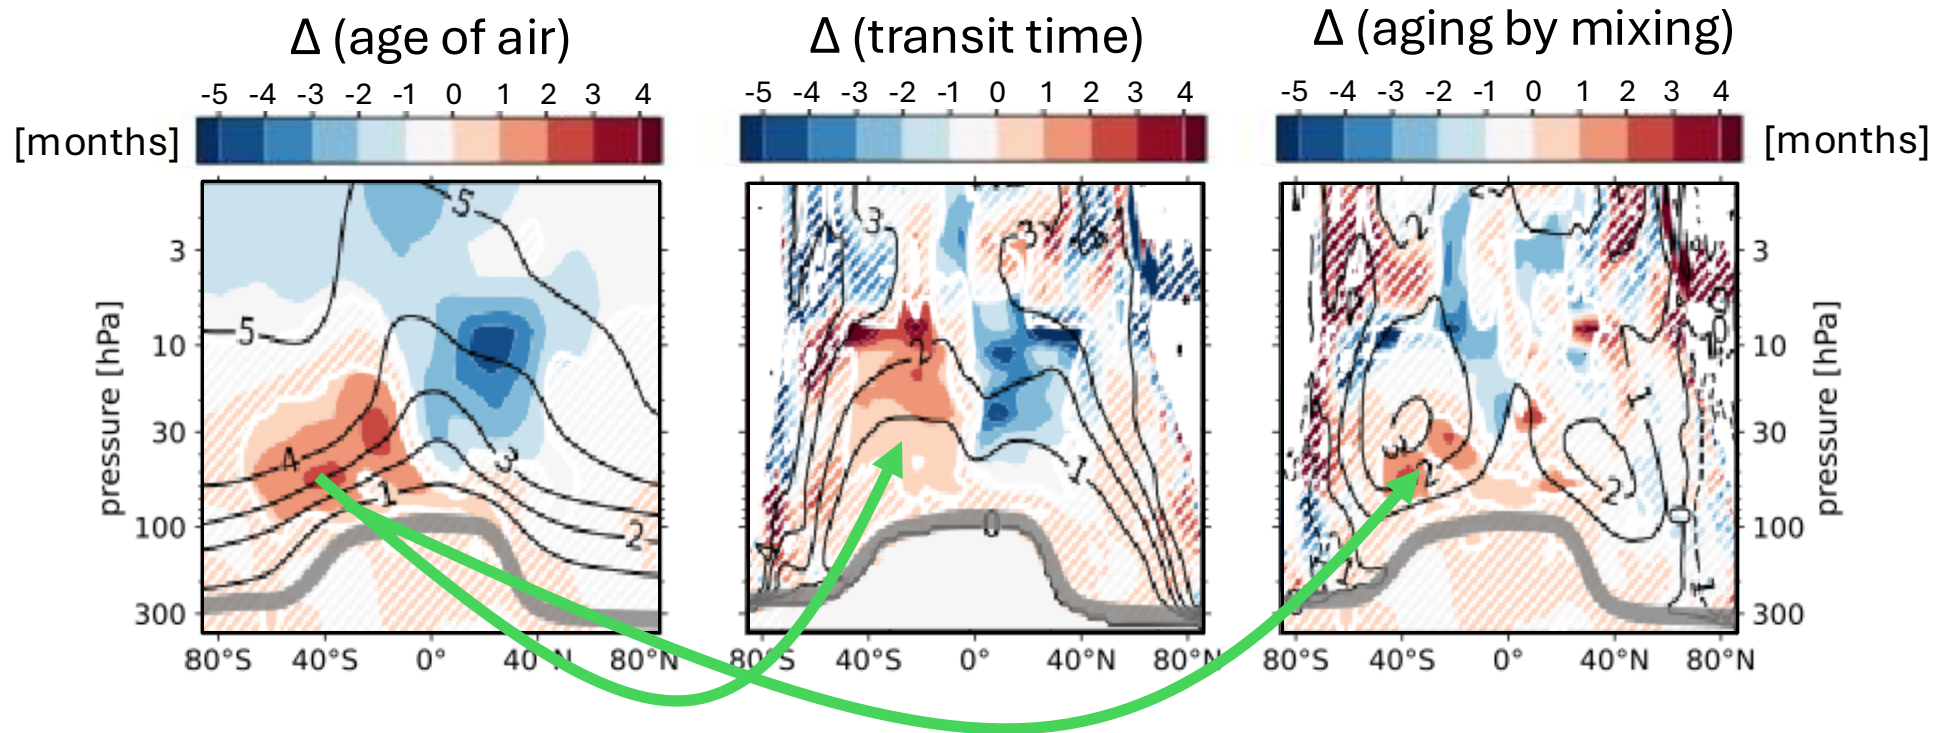 Δ (age of air)
Δ (transit time)
Δ (aging by mixing)
-5 -4 -3 -2 -1 0 1 2 3 4
-5 -4 -3 -2 -1 0 1 2 3 4
-5 -4 -3 -2 -1 0 1 2 3 4
[months]
[months]
pressure [hPa]
3
10
30
100
300
5
5
4
3
1
2
80°S 40°S 0° 40°N 80°N
3
3
2
1
0
80°S 40°S 0° 40°N 80°N
2
1
3
2
2
0
1
80°S 40°S 0° 40°N 80°N
3
10
30
100
300
pressure [hPa]